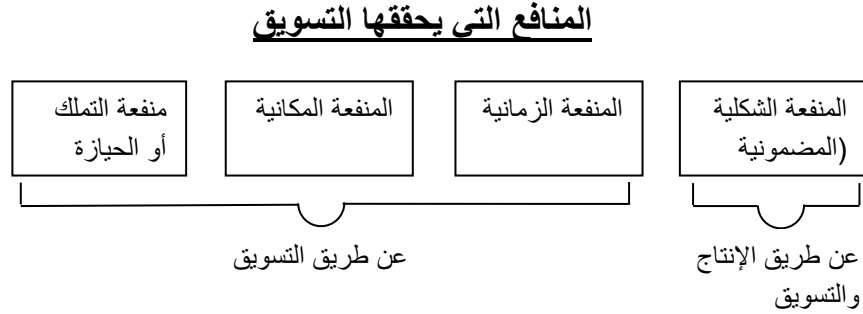 المنافع التي يحققها التسويق
المنفعة الشكلية
(المضمونية
المنفعة الزمانية
المنفعة المكانية
منفعة التملك
أو الحيازة
عن طريق الإنتاج
والتسويق
عن طريق التسويق